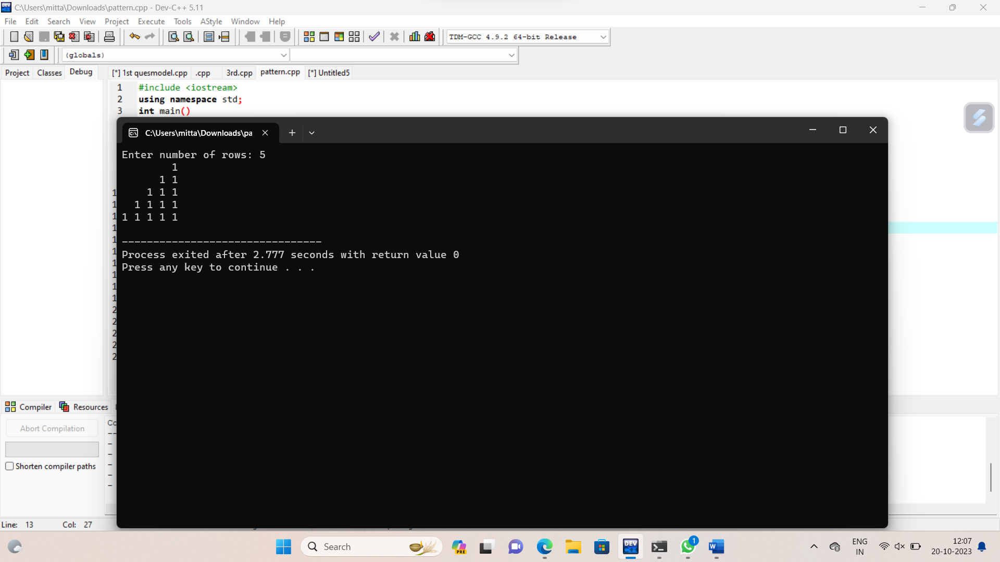 C:\Users\mitta\Downloads\pattern.cpp - Dev-C++ 5.11
File Edit Search View Project Execute Tools AStyle Window Help
TDM-GCC 4.9.2 64-bit Release
(globals)
Project Classes Debug [*] 1st quesmodel.cpp .cpp 3rd.cpp pattern.cpp [*] Untitled5
1 #include <iostream>
2 using namespace std;
3 int main()
C:\Users\mitta\Downloads\pa
Enter number of rows: 5
1
1 1
1 1 1
1 1 1 1
1 1 1 1 1
--------------------------------
Process exited after 2.777 seconds with return value 0
Press any key to continue . . .
Compiler Resources
Abort Compilation
Shorten compiler paths
Line: 13 Col: 27
Search
PRE
DEV
1
ENG
IN
12:07
20-10-2023